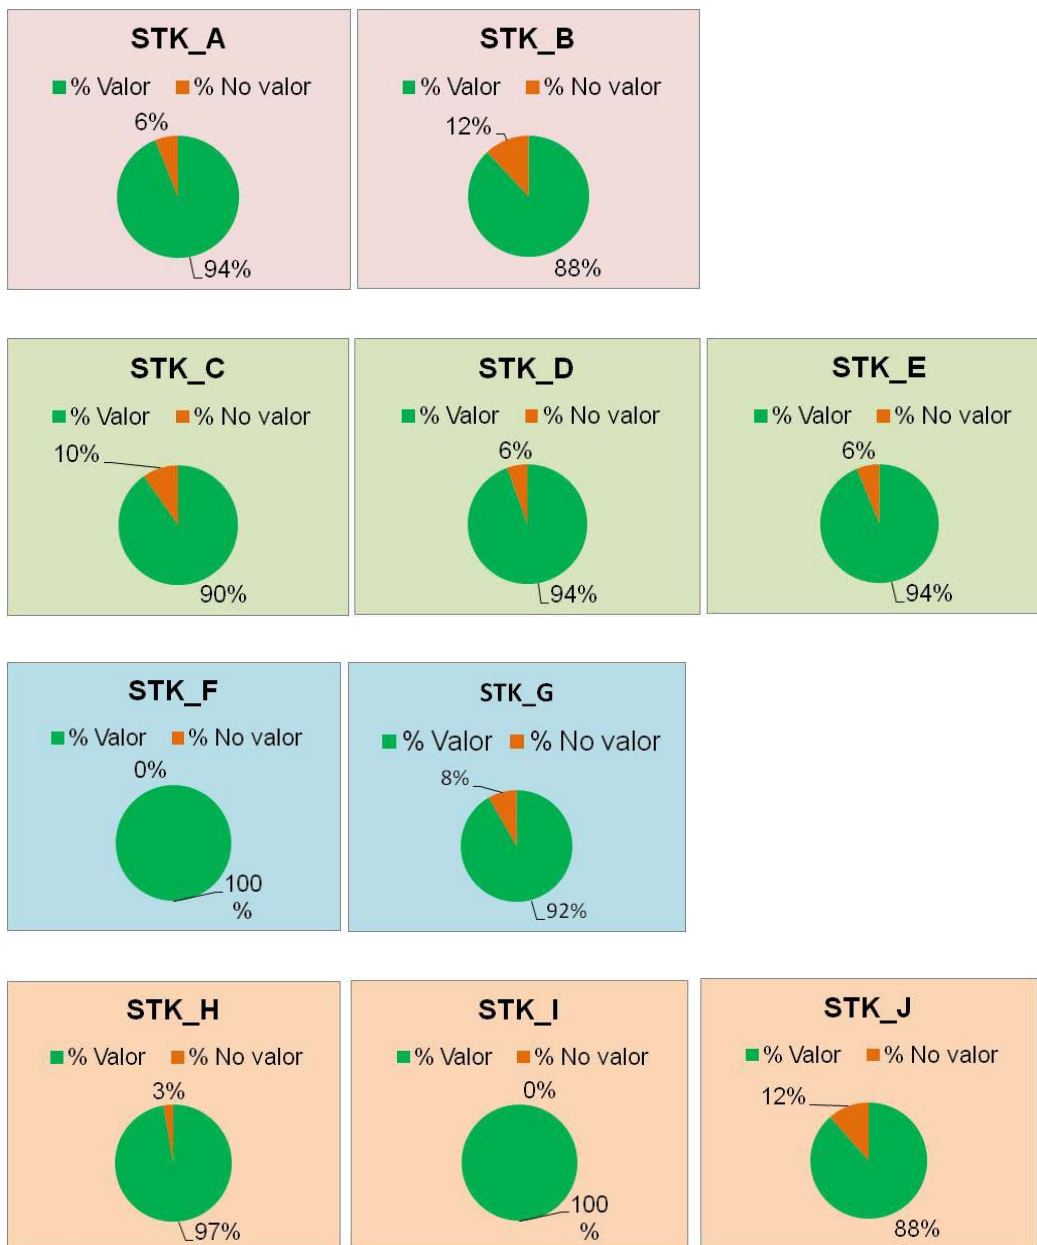 STK_A
% Valor % No valor
6%
94%
STK_B
% Valor % No valor
12%
88%
STK_C
% Valor % No valor
10%
90%
STK_D
% Valor % No valor
6%
94%
STK_E
% Valor % No valor
6%
94%
STK_F
% Valor % No valor
0%
100
%
STK_G
% Valor % No valor
8%
92%
STK_H
% Valor % No valor
3%
97%
STK_I
% Valor % No valor
0%
100
%
STK_J
% Valor % No valor
12%
88%